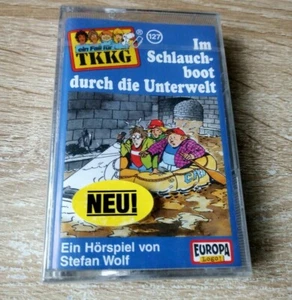 ein Fall für
TKKG
127
Im
Schlauch-
boot
durch die Unterwelt
NEU!
Ein Hörspiel von
Stefan Wolf
EUROPA